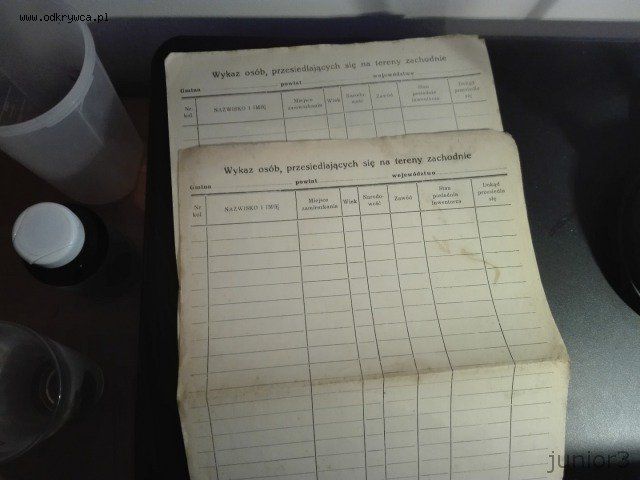 www.odkrywca.pl
Wykaz osób, przesiedlających się na tereny zachodnie
Gmina powiat województwo
Nr. kol. NAZWISKO I IMIĘ Miejsce zamieszkania Wiek Narodowość Zawód Stan posiadania Inwentarza Dokąd przesiedla się
Wykaz osób, przesiedlających się na tereny zachodnie
Gmina powiat województwo
Nr kol. NAZWISKO I IMIĘ Miejsce zamieszkania Wiek Narodo-wość Zawód Stan posiadania Inwentarza Dokąd przesiedla się
junior3